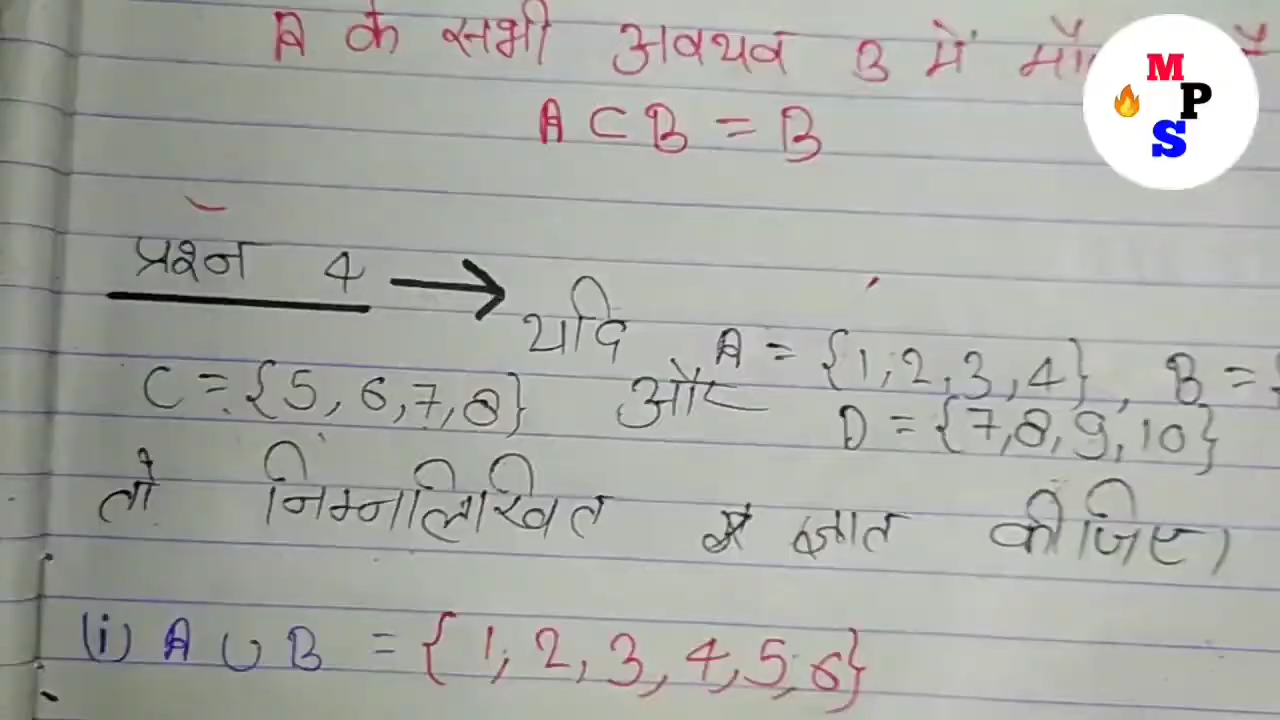 A के सभी अवयव B में
A ⊂ B = B
M
P
S
प्रश्न 4 → यदि A = {1, 2, 3, 4}, B = {
C = {5, 6, 7, 8} और D = {7, 8, 9, 10}
तो निम्नलिखित ज्ञात कीजिए।
(i) A ∪ B = {1, 2, 3, 4, 5, 6}